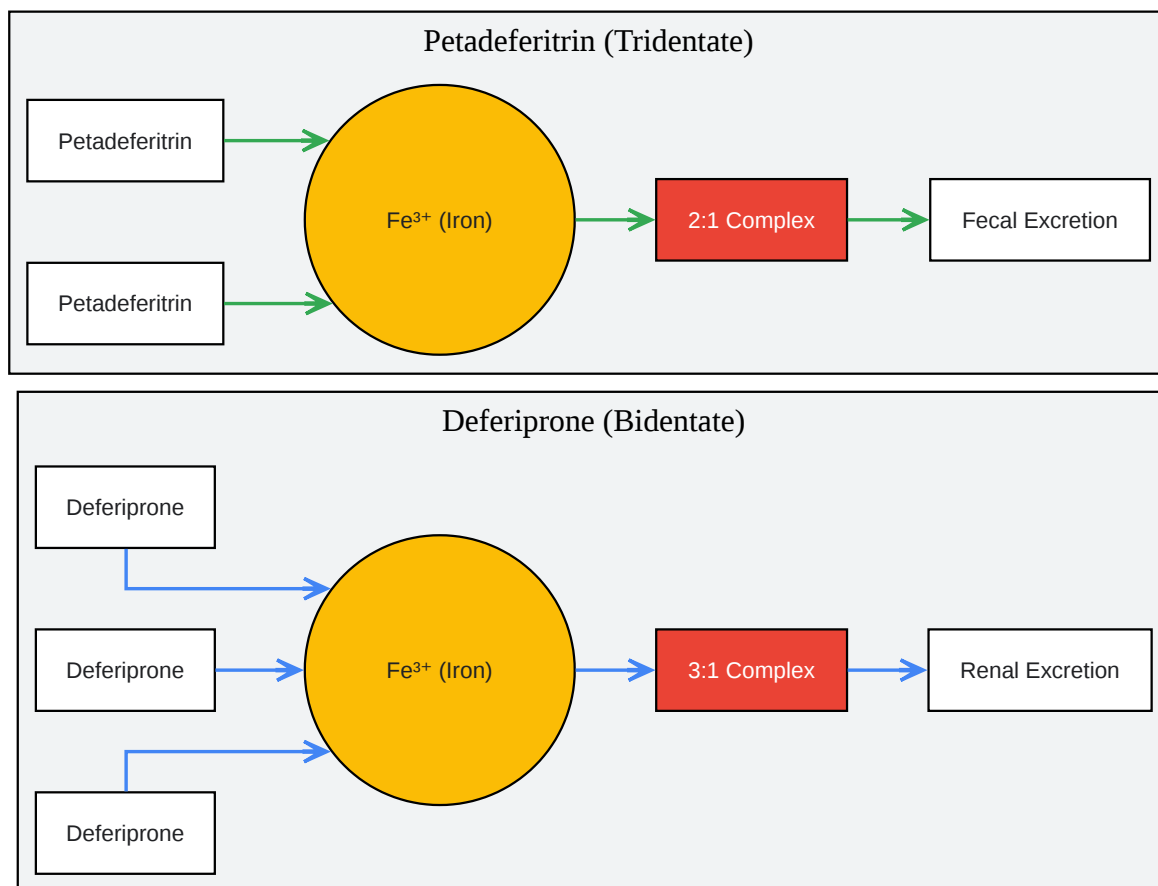 Petadeferitrin (Tridentate)
Petadeferitrin
Petadeferitrin
Fe³⁺ (Iron)
2:1 Complex
Fecal Excretion
Deferiprone (Bidentate)
Deferiprone
Deferiprone
Deferiprone
Fe³⁺ (Iron)
3:1 Complex
Renal Excretion